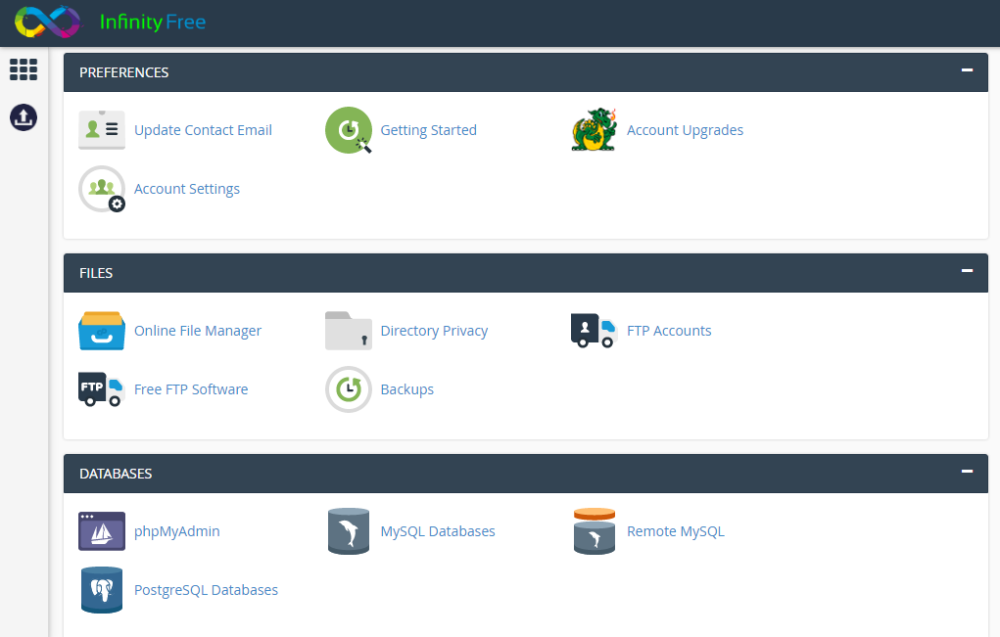 InfinityFree
PREFERENCES
Update Contact Email
Getting Started
Account Upgrades
Account Settings
FILES
Online File Manager
Directory Privacy
FTP Accounts
FTP
Free FTP Software
Backups
DATABASES
phpMyAdmin
MySQL Databases
Remote MySQL
PostgreSQL Databases